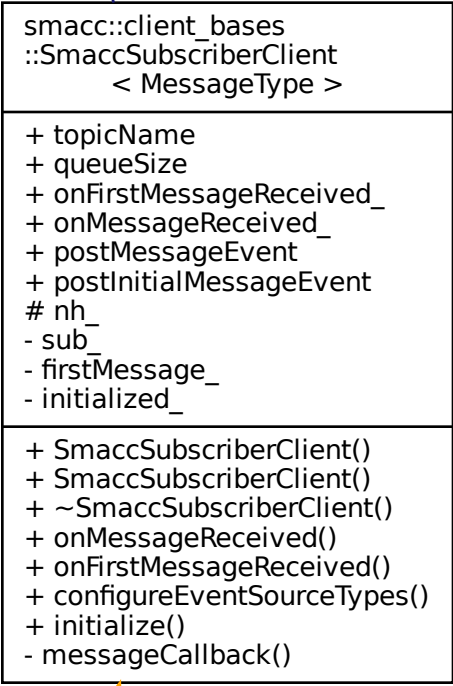 smacc::client_bases
::SmaccSubscriberClient
< MessageType >
+ topicName
+ queueSize
+ onFirstMessageReceived_
+ onMessageReceived_
+ postMessageEvent
+ postInitialMessageEvent
# nh_
- sub_
- firstMessage_
- initialized_
+ SmaccSubscriberClient()
+ SmaccSubscriberClient()
+ ~SmaccSubscriberClient()
+ onMessageReceived()
+ onFirstMessageReceived()
+ configureEventSourceTypes()
+ initialize()
- messageCallback()